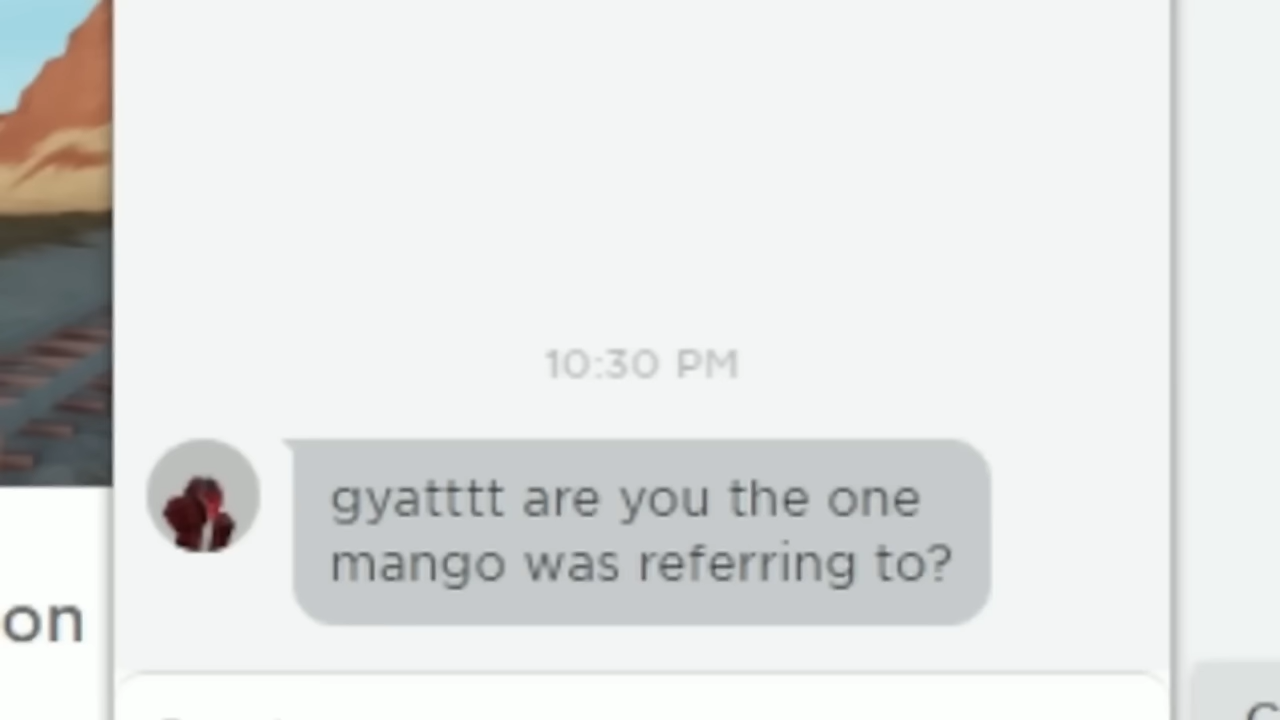 10:30 PM
gyatttt are you the one
mango was referring to?
on